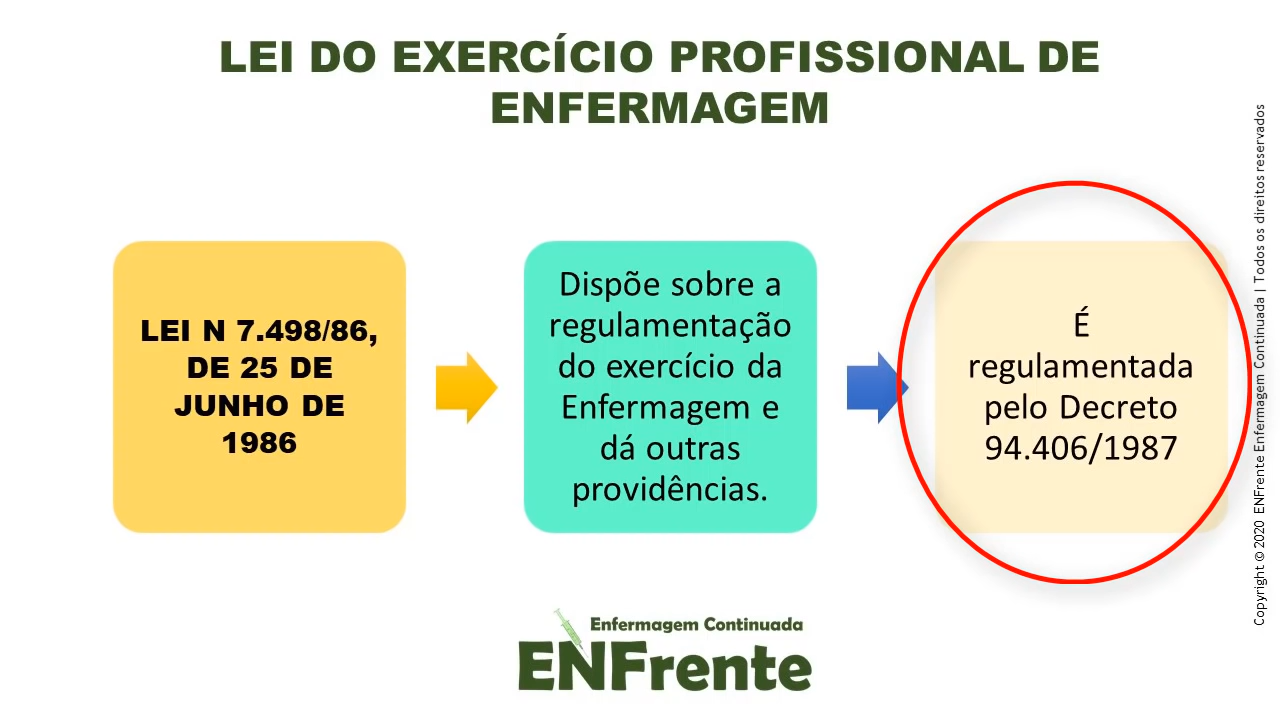 LEI DO EXERCÍCIO PROFISSIONAL DE
ENFERMAGEM
LEI N 7.498/86,
DE 25 DE
JUNHO DE
1986
Dispõe sobre a
regulamentação
do exercício da
Enfermagem e
dá outras
providências.
É
regulamentada
pelo Decreto
94.406/1987
Copyright © 2020 ENFrente Enfermagem Continuada | Todos os direitos reservados
Enfermagem Continuada
ENFrente